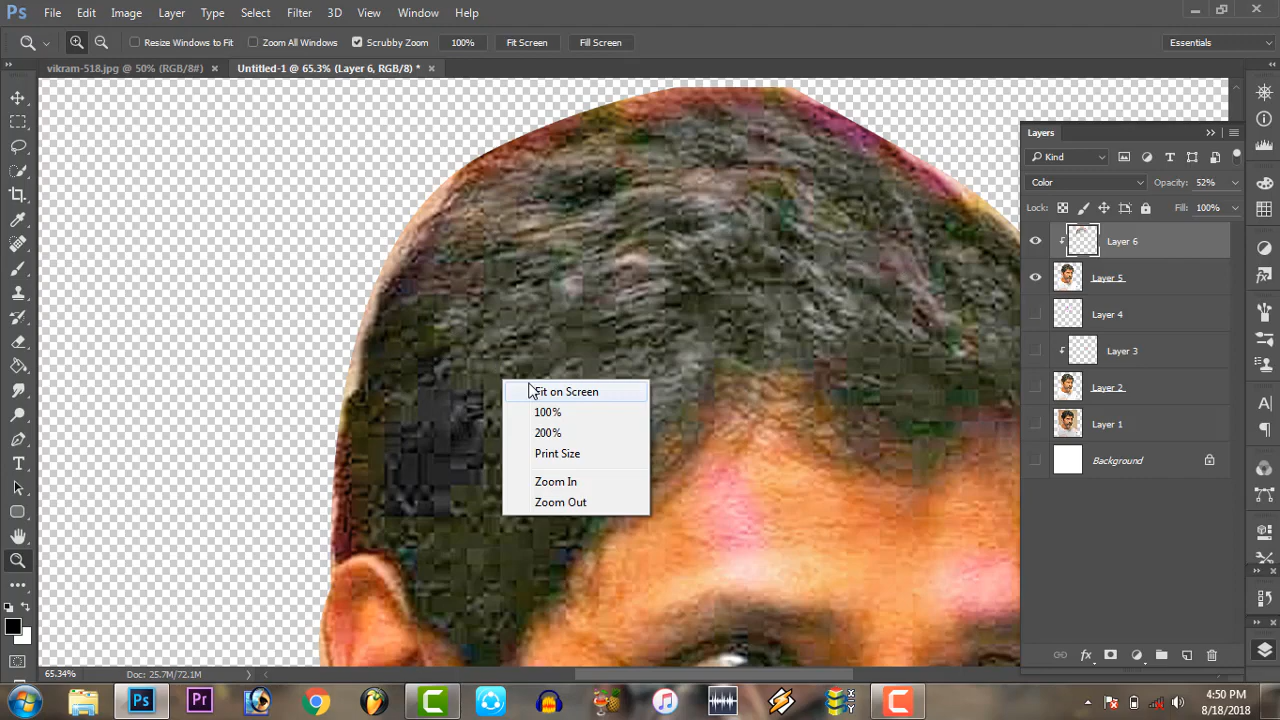 Ps File Edit Image Layer Type Select Filter 3D View Window Help
Resize Windows to Fit Zoom All Windows Scrubby Zoom 100% Fit Screen Fill Screen Essentials
vikram-518.jpg @ 50% (RGB/8#) × Untitled-1 @ 65.3% (Layer 6, RGB/8) * ×
Layers
Kind
Color Opacity: 52%
Lock: Fill: 100%
Layer 6
Layer 5
Layer 4
Layer 3
Layer 2
Layer 1
Background
Fit on Screen
100%
200%
Print Size
Zoom In
Zoom Out
65.34% Doc: 25.7M/72.1M
Ps Pr
4:50 PM
8/18/2018